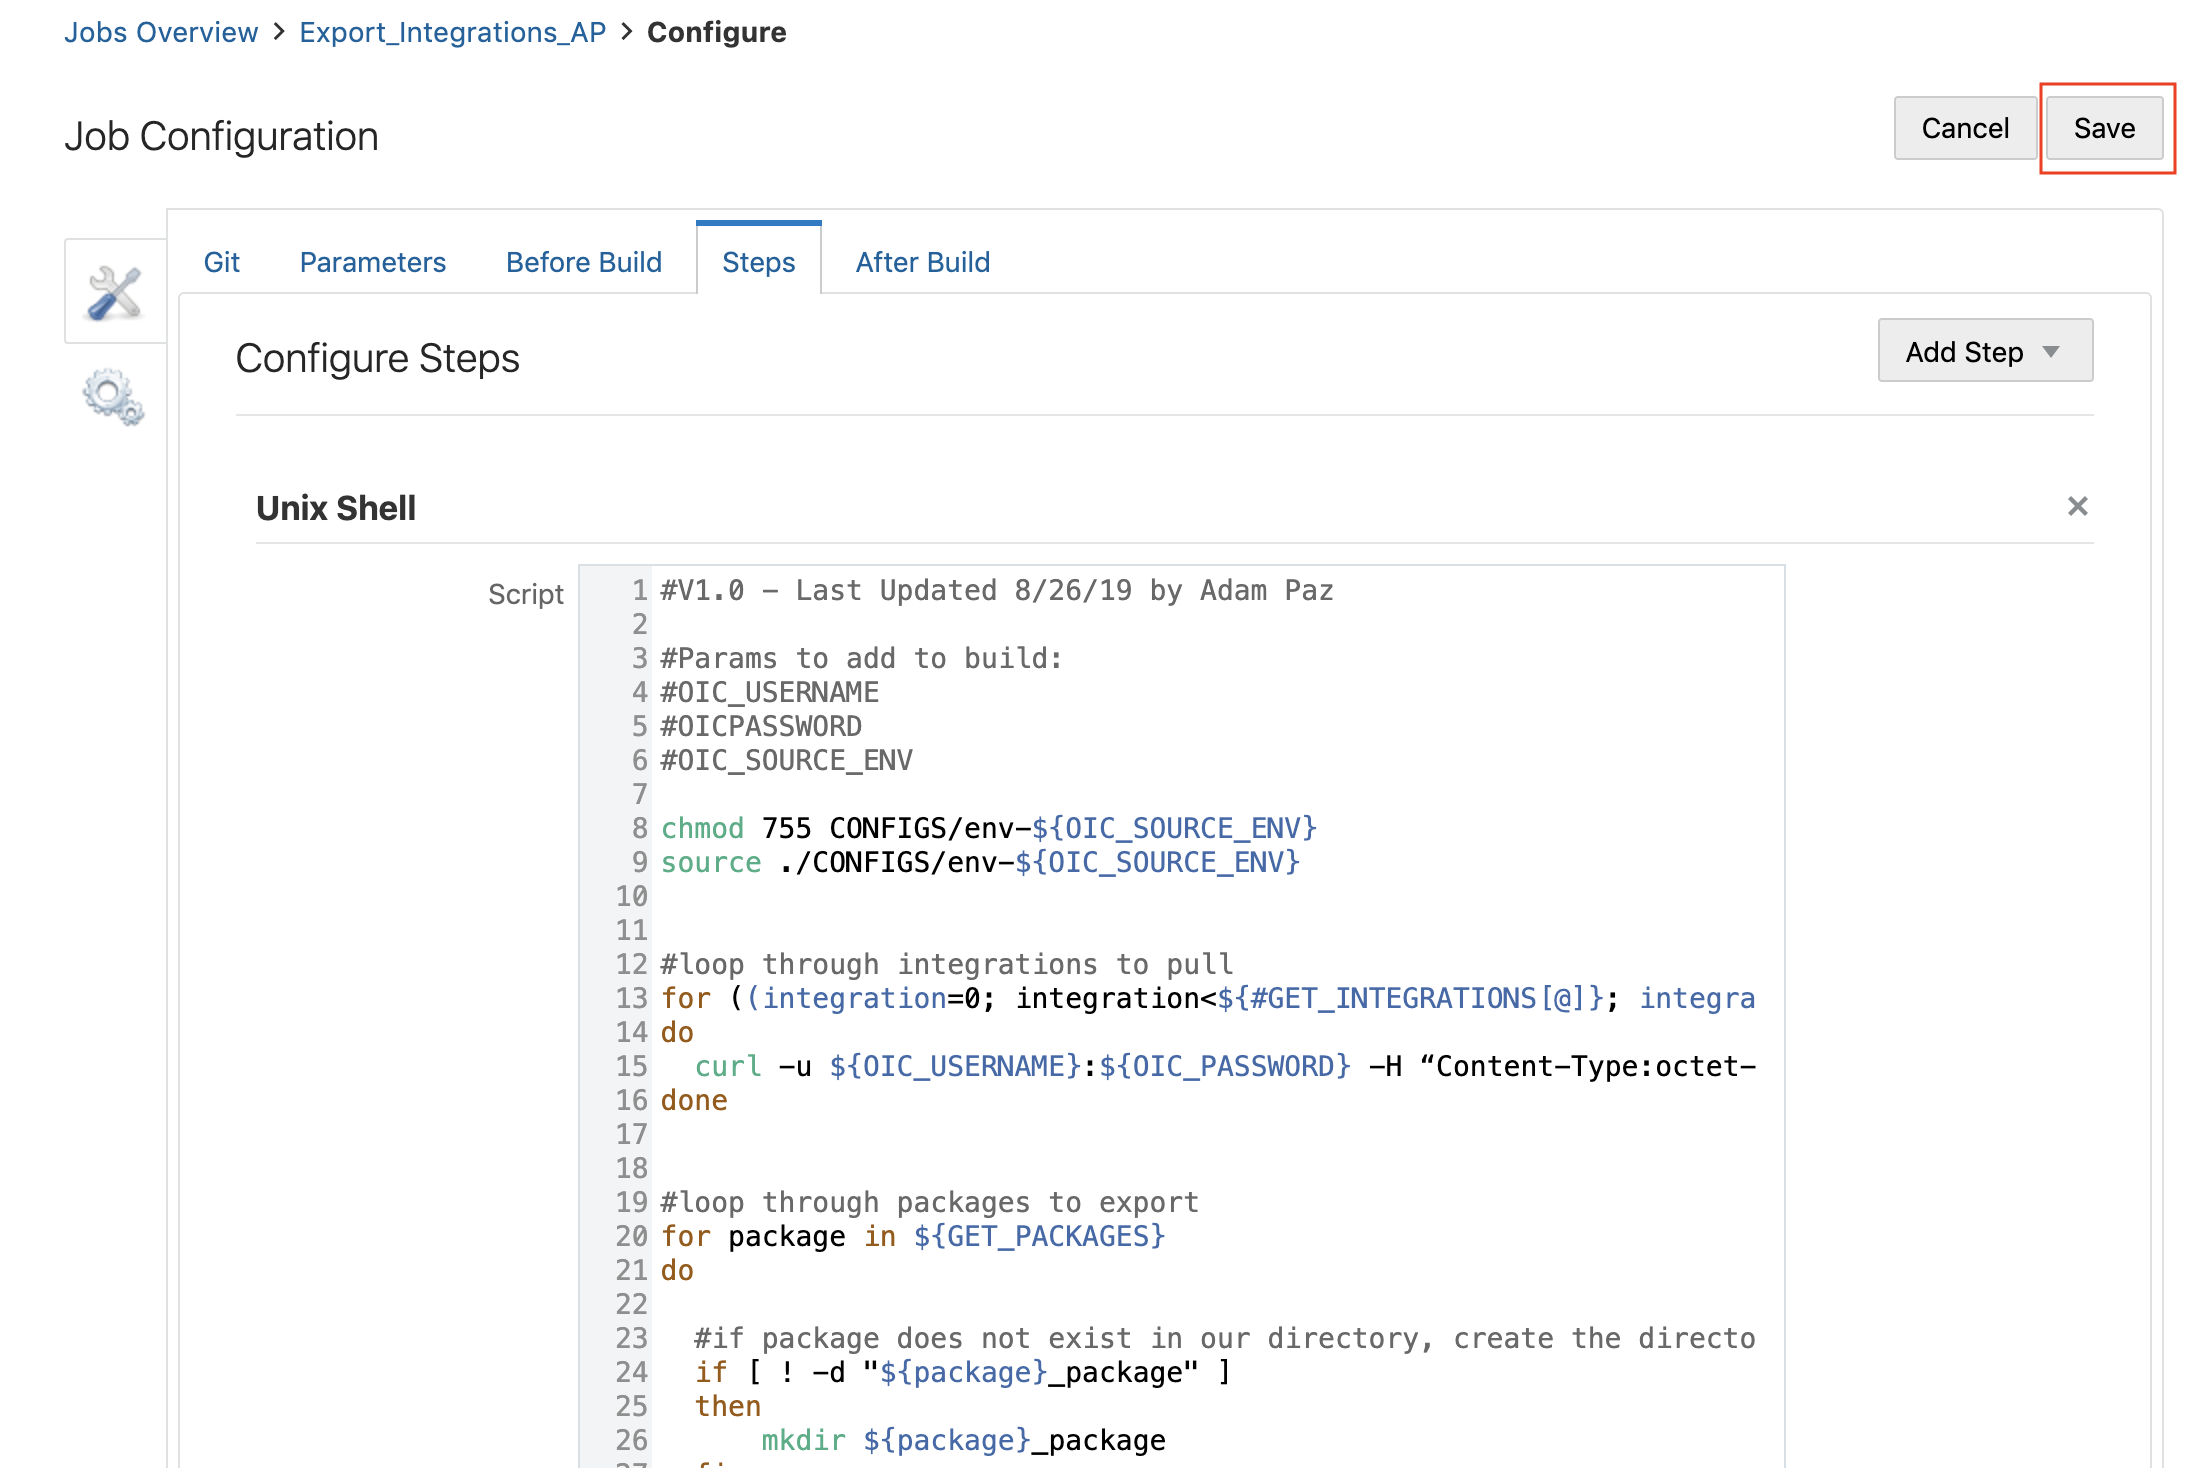 Jobs Overview > Export_Integrations_AP > Configure
Job Configuration
Cancel
Save
Git
Parameters
Before Build
Steps
After Build
Configure Steps
Add Step
Unix Shell
Script
1 #V1.0 – Last Updated 8/26/19 by Adam Paz
2
3 #Params to add to build:
4 #OIC_USERNAME
5 #OICPASSWORD
6 #OIC_SOURCE_ENV
7
8 chmod 755 CONFIGS/env-${OIC_SOURCE_ENV}
9 source ./CONFIGS/env-${OIC_SOURCE_ENV}
10
11
12 #loop through integrations to pull
13 for ((integration=0; integration<${#GET_INTEGRATIONS[@]}; integra
14 do
15 curl -u ${OIC_USERNAME}:${OIC_PASSWORD} -H “Content-Type:octet-
16 done
17
18
19 #loop through packages to export
20 for package in ${GET_PACKAGES}
21 do
22
23 #if package does not exist in our directory, create the directo
24 if [ ! -d "${package}_package" ]
25 then
26 mkdir ${package}_package